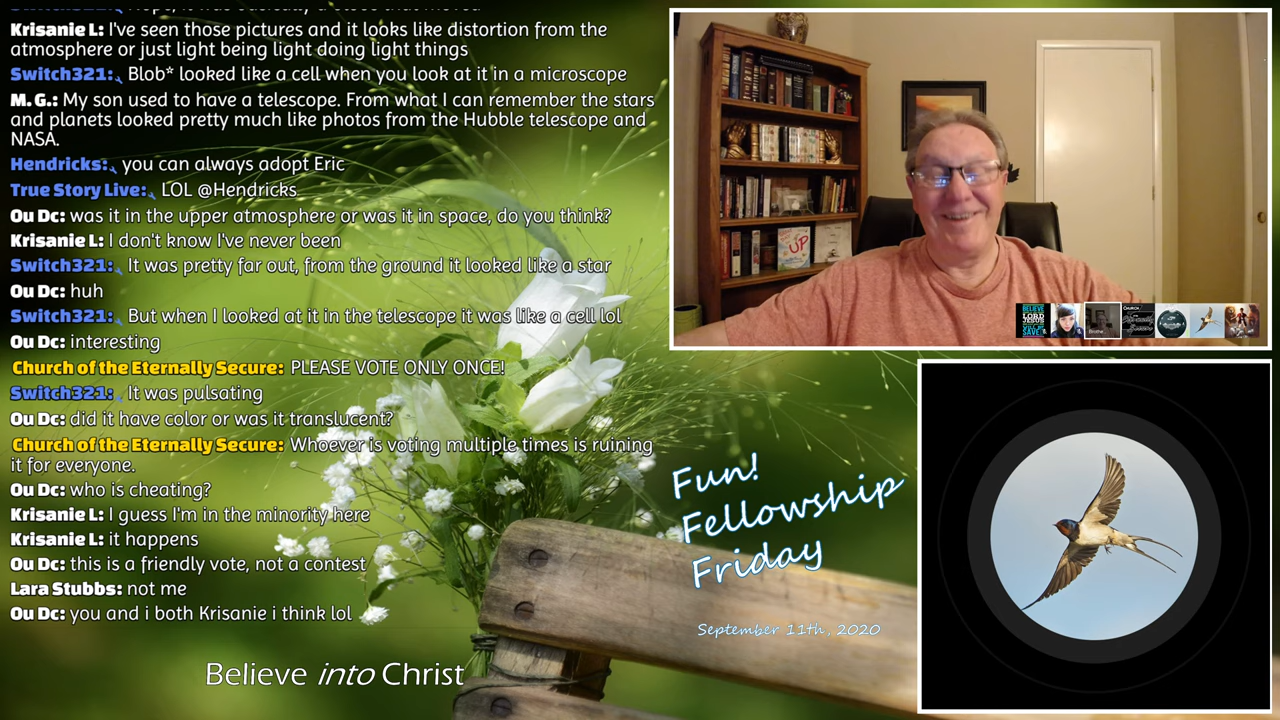 Krisanie L: I've seen those pictures and it looks like distortion from the
atmosphere or just light being light doing light things
Switch321: Blob* looked like a cell when you look at it in a microscope
M. G.: My son used to have a telescope. From what I can remember the stars
and planets looked pretty much like photos from the Hubble telescope and
NASA.
Hendricks: you can always adopt Eric
True Story Live: LOL @Hendricks
Ou Dc: was it in the upper atmosphere or was it in space, do you think?
Krisanie L: I don't know I've never been
Switch321: It was pretty far out, from the ground it looked like a star
Ou Dc: huh
Switch321: But when I looked at it in the telescope it was like a cell lol
Ou Dc: interesting
Church of the Eternally Secure: PLEASE VOTE ONLY ONCE!
Switch321: It was pulsating
Ou Dc: did it have color or was it translucent?
Church of the Eternally Secure: Whoever is voting multiple times is ruining
it for everyone.
Ou Dc: who is cheating?
Krisanie L: I guess I'm in the minority here
Krisanie L: it happens
Ou Dc: this is a friendly vote, not a contest
Lara Stubbs: not me
Ou Dc: you and i both Krisanie i think lol
Believe into Christ
UP
BELIEVE
LORD
JESUS
SAVE
CHURCH
Fun!
Fellowship
Friday
September 11th, 2020